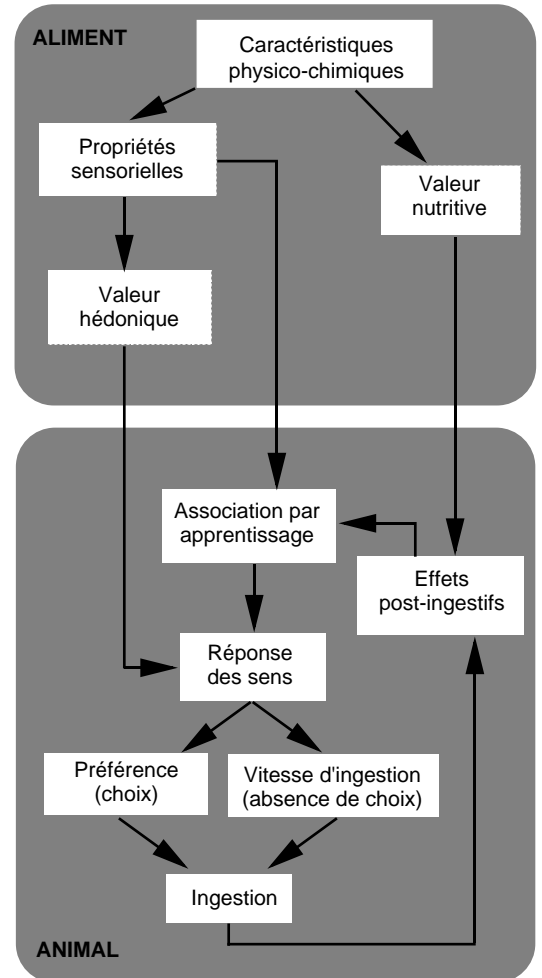 ALIMENT
Caractéristiques
physico-chimiques
Propriétés
sensorielles
Valeur
nutritive
Valeur
hédonique
Association par
apprentissage
Effets
post-ingestifs
Réponse
des sens
Préférence
(choix)
Vitesse d'ingestion
(absence de choix)
Ingestion
ANIMAL